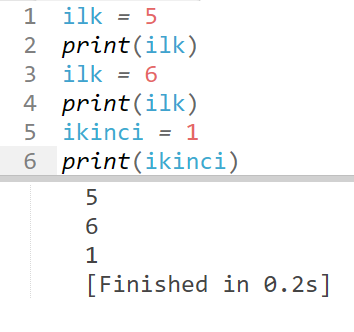 1 ilk = 5
2 print(ilk)
3 ilk = 6
4 print(ilk)
5 ikinci = 1
6 print(ikinci)
5
6
1
[Finished in 0.2s]